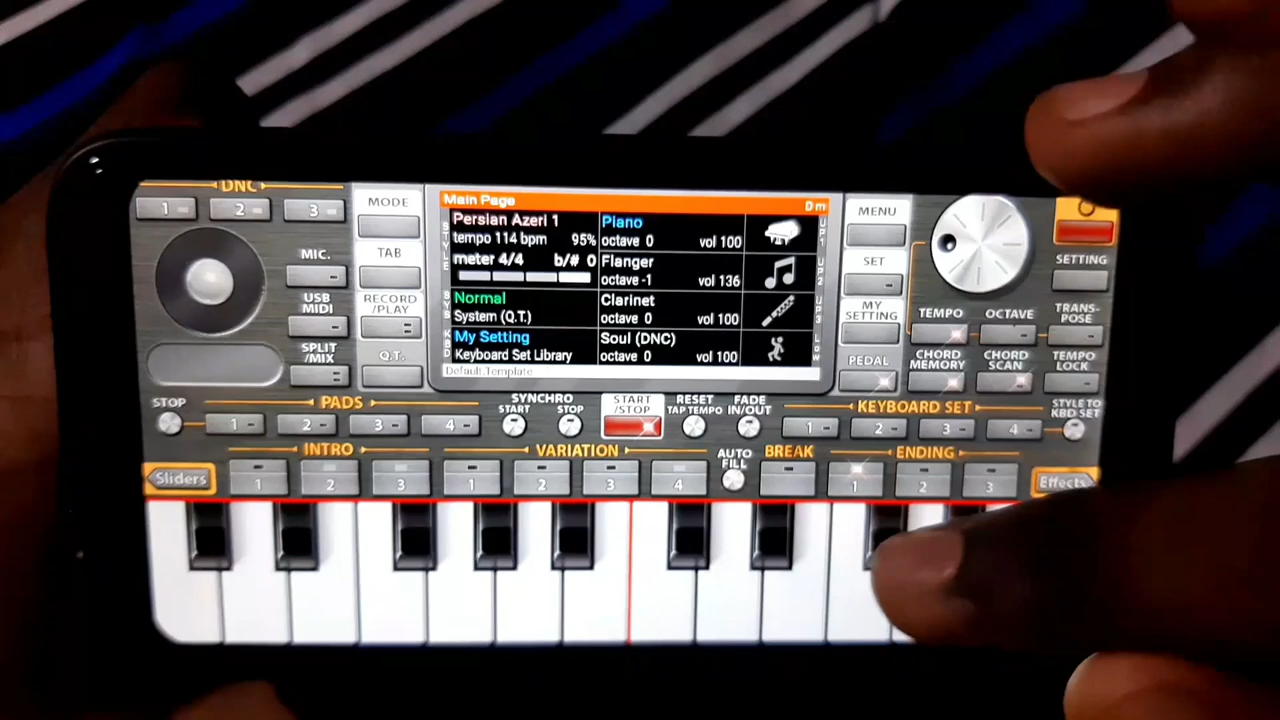 DNC
1 2 3
MODE
MIC.
TAB
USB
MIDI
RECORD
/PLAY
SPLIT
/MIX
Q.T.
Main Page Dm
STYLE
Persian Azeri 1
tempo 114 bpm 95%
meter 4/4 b/# 0
Normal
System (Q.T.)
KBD
My Setting
Keyboard Set Library
Piano
octave 0 vol 100
UP1
Flanger
octave -1 vol 136
UP2
Clarinet
octave 0 vol 100
UP3
Soul (DNC)
octave 0 vol 100
Low
Default.Template
MENU
SET
MY
SETTING
PEDAL
SETTING
TEMPO
OCTAVE
TRANS-
POSE
CHORD
MEMORY
CHORD
SCAN
TEMPO
LOCK
STOP
PADS
1 2 3 4
SYNCHRO
START STOP
START
/STOP
RESET
TAP TEMPO
FADE
IN/OUT
KEYBOARD SET
1 2 3 4
STYLE TO
KBD SET
Sliders
INTRO
1 2 3
VARIATION
1 2 3 4
AUTO
FILL
BREAK
ENDING
1 2 3
Effects